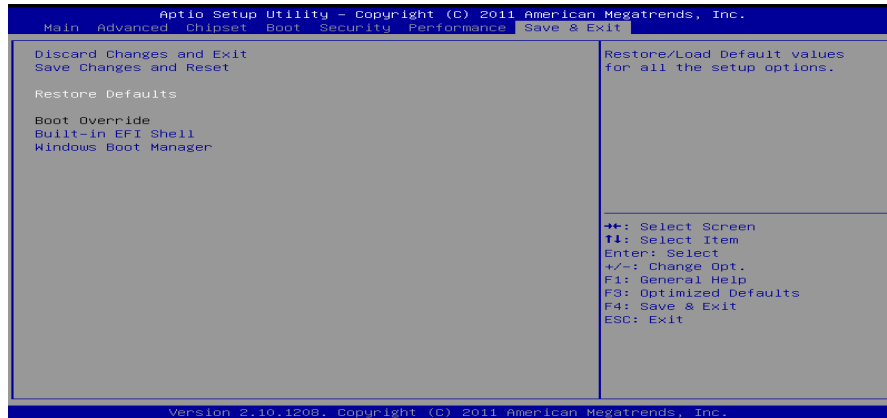 Aptio Setup Utility - Copyright (C) 2011 American Megatrends, Inc.
Main Advanced Chipset Boot Security Performance Save & Exit
Discard Changes and Exit
Save Changes and Reset
Restore Defaults
Boot Override
Built-in EFI Shell
Windows Boot Manager
Restore/Load Default values
for all the setup options.
→←: Select Screen
↑↓: Select Item
Enter: Select
+/-: Change Opt.
F1: General Help
F3: Optimized Defaults
F4: Save & Exit
ESC: Exit
Version 2.10.1208. Copyright (C) 2011 American Megatrends, Inc.